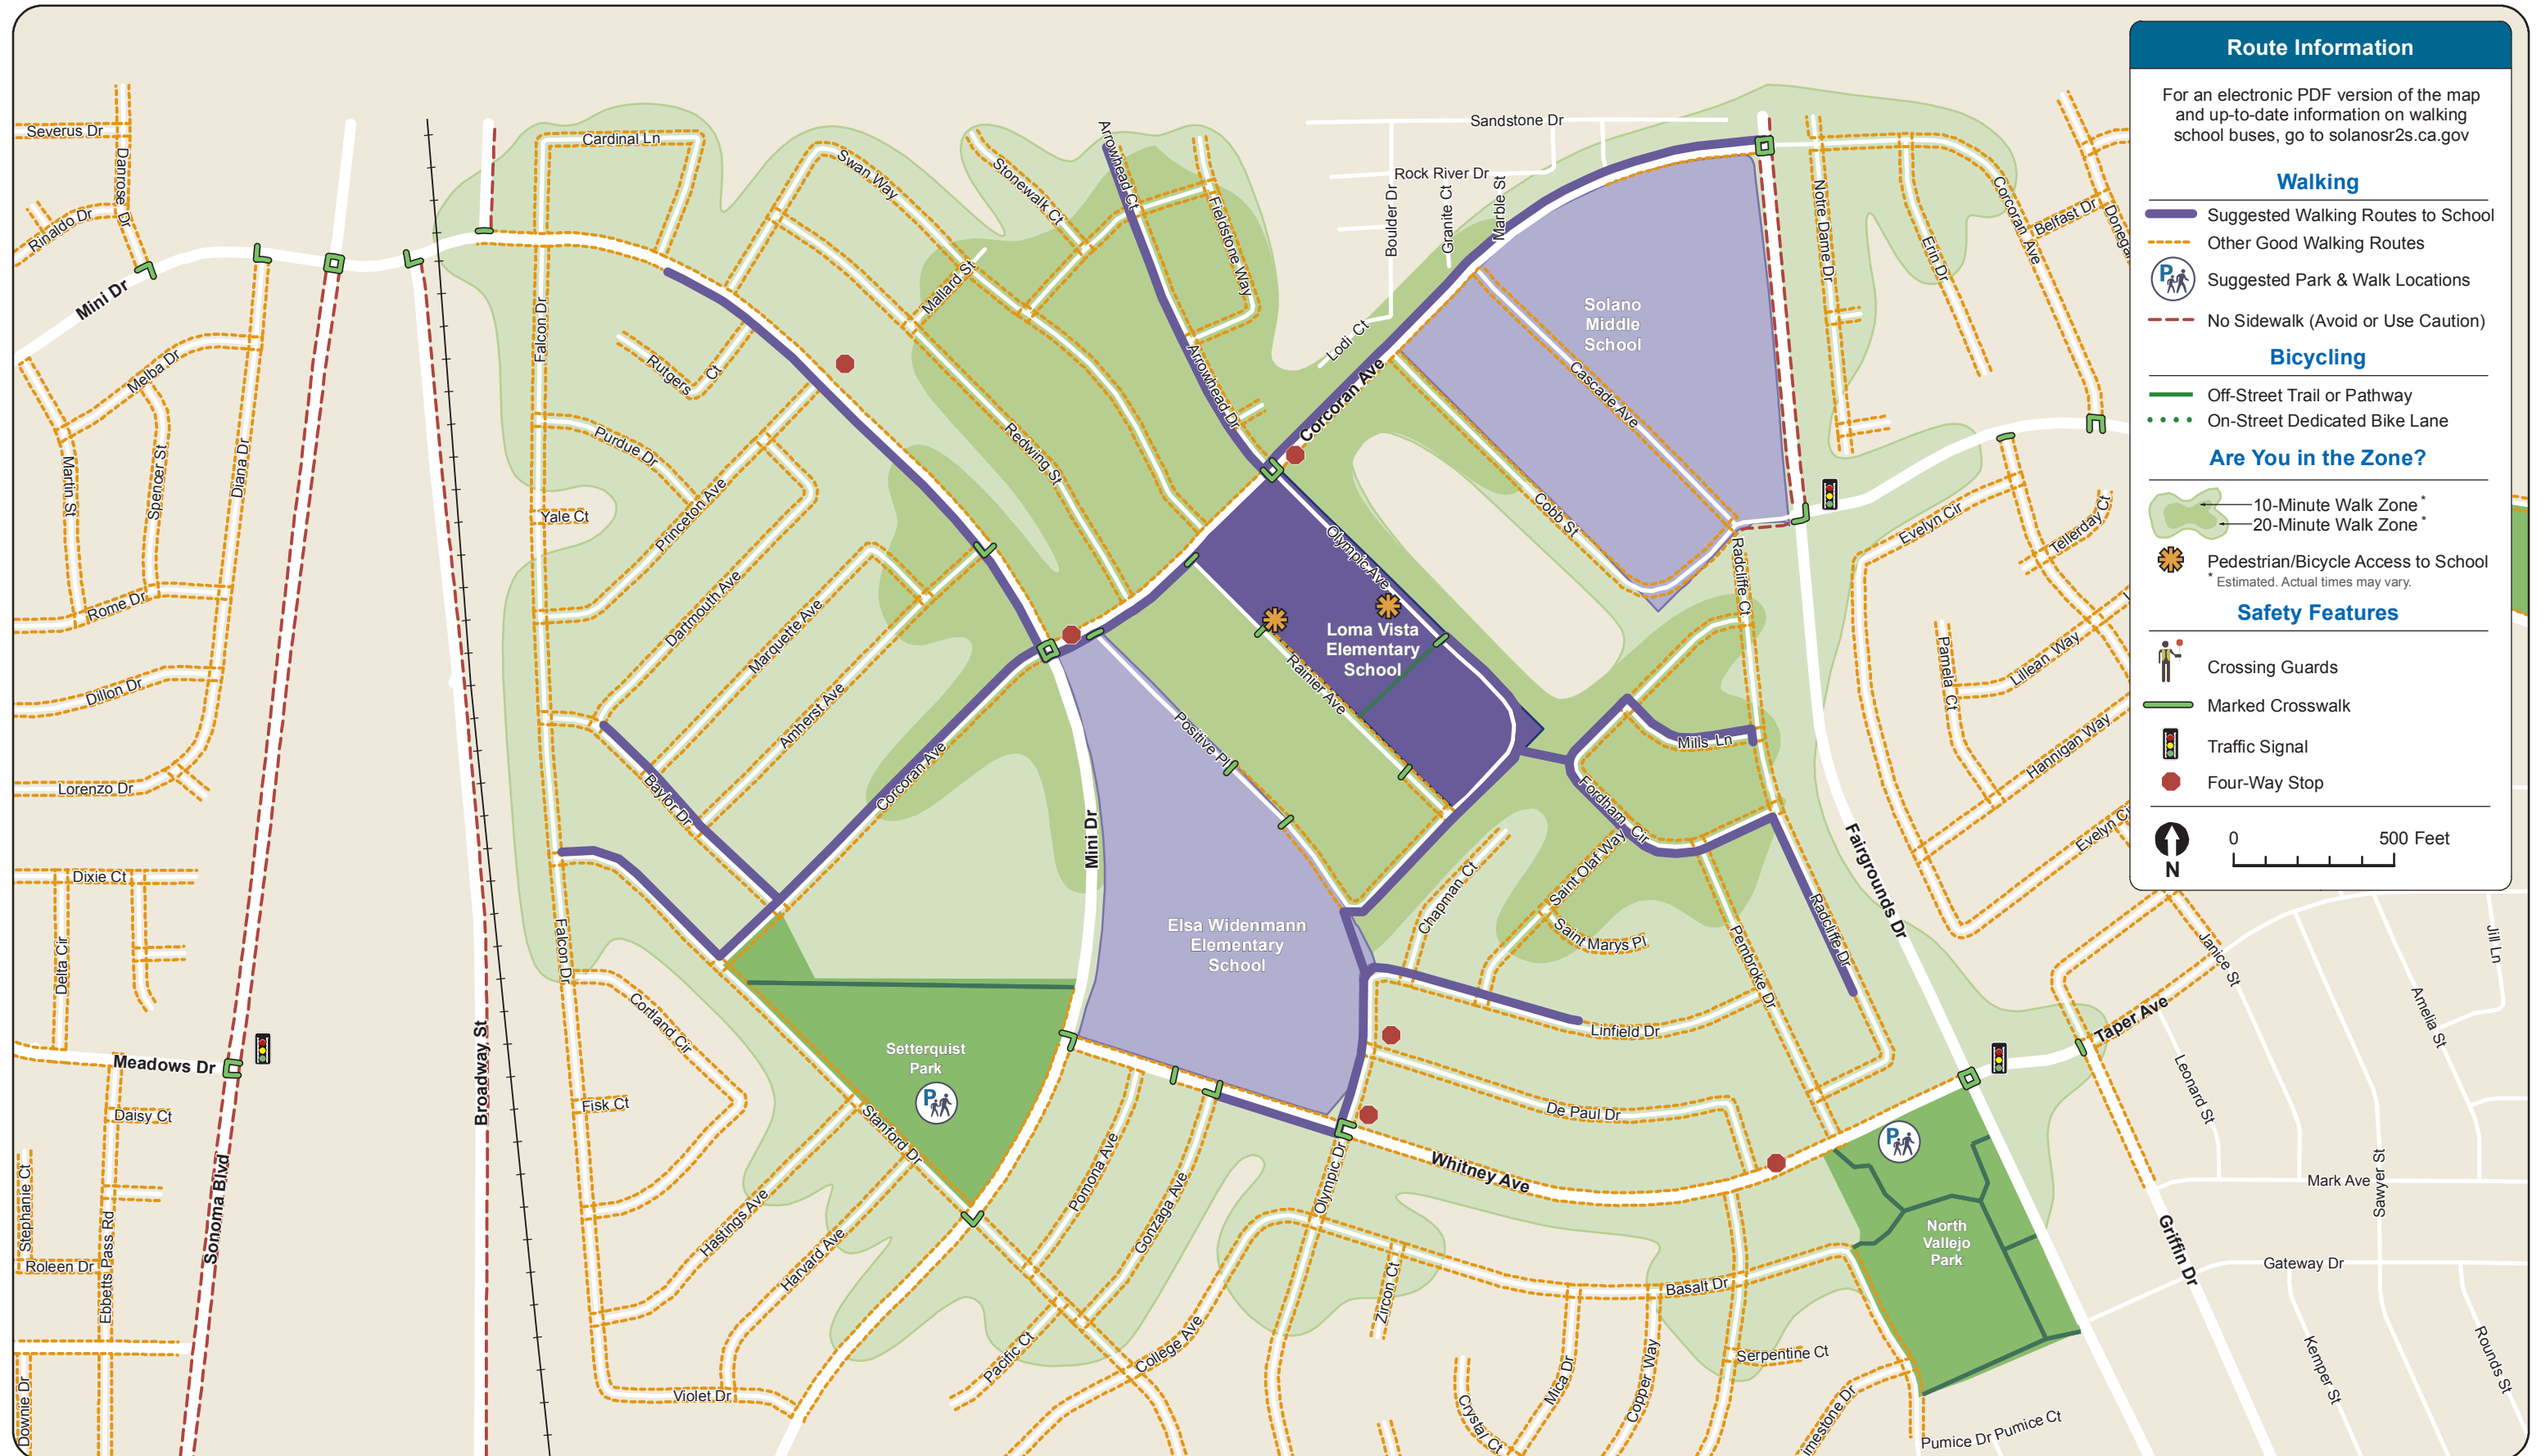 Route Information
For an electronic PDF version of the map
and up-to-date information on walking
school buses, go to solanosr2s.ca.gov
Walking
Suggested Walking Routes to School
Other Good Walking Routes
P
Suggested Park & Walk Locations
No Sidewalk (Avoid or Use Caution)
Bicycling
Off-Street Trail or Pathway
On-Street Dedicated Bike Lane
Are You in the Zone?
10-Minute Walk Zone *
20-Minute Walk Zone *
Pedestrian/Bicycle Access to School
* Estimated. Actual times may vary.
Safety Features
Crossing Guards
Marked Crosswalk
Traffic Signal
Four-Way Stop
N
0 500 Feet
Severus Dr
Danrose Dr
Rinaldo Dr
Mini Dr
Melba Dr
Martin St
Spencer St
Diana Dr
Rome Dr
Dillon Dr
Lorenzo Dr
Dixie Ct
Delta Cir
Meadows Dr
Daisy Ct
Stephanie Ct
Roleen Dr
Ebbetts Pass Rd
Downie Dr
Sonoma Blvd
Broadway St
Cardinal Ln
Falcon Dr
Swan Way
Stonewalk Ct
Arrowhead Ct
Fieldstone Way
Mallard St
Rutgers Ct
Purdue Dr
Princeton Ave
Yale Ct
Redwing St
Arrowhead Dr
Dartmouth Ave
Marquette Ave
Amherst Ave
Baylor Dr
Corcoran Ave
Falcon Dr
Cortland Cir
Fisk Ct
Stanford Dr
Hastings Ave
Harvard Ave
Violet Dr
Pacific Ct
College Ave
Pomona Ave
Gonzaga Ave
Setterquist
Park
P
Mini Dr
Positive Pl
Elsa Widenmann
Elementary
School
Rainier Ave
Loma Vista
Elementary
School
Olympic Ave
Corcoran Ave
Sandstone Dr
Rock River Dr
Boulder Dr
Granite Ct
Marble St
Lodi Ct
Solano
Middle
School
Cascade Ave
Cobb St
Radcliffe Ct
Mills Ln
Fordham Cir
Chapman Ct
Saint Olaf Way
Saint Marys Pl
Pembroke Dr
Radcliffe Dr
Linfield Dr
De Paul Dr
Whitney Ave
Olympic Dr
Zircon Ct
Basalt Dr
Mica Dr
Copper Way
Crystal Ct
Serpentine Ct
Limestone Dr
Pumice Dr
Pumice Ct
P
North
Vallejo
Park
Fairgrounds Dr
Notre Dame Dr
Erin Dr
Corcoran Ave
Belfast Dr
Evelyn Cir
Tellerday Ct
Pamela Ct
Lilean Way
Hannigan Way
Evelyn Cir
Taper Ave
Janice St
Leonard St
Amelia St
Jill Ln
Mark Ave
Sawyer St
Griffin Dr
Gateway Dr
Kemper St
Rounds St